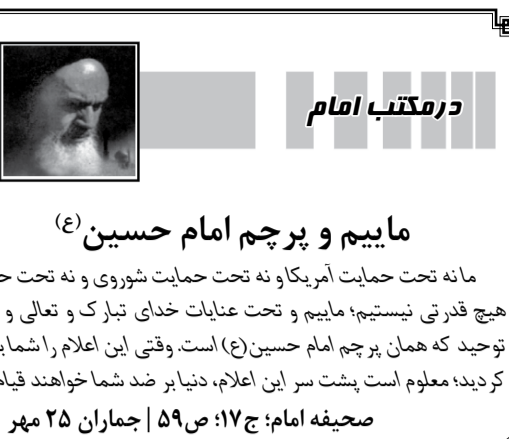 درمکتب امام
ماییم و پرچم امام حسین(ع)
ما نه تحت حمایت آمریکا و نه تحت حمایت شوروی و نه تحت
هیچ قدرتی نیستیم؛ ماییم و تحت عنایات خدای تبارک و تعالی و
توحید که همان پرچم امام حسین(ع) است. وقتی این اعلام را شما
کردید؛ معلوم است پشت سر این اعلام، دنیا بر ضد شما خواهند
صحیفه امام؛ ج۱۷؛ ص۵۹ | جماران ۲۵ مهر